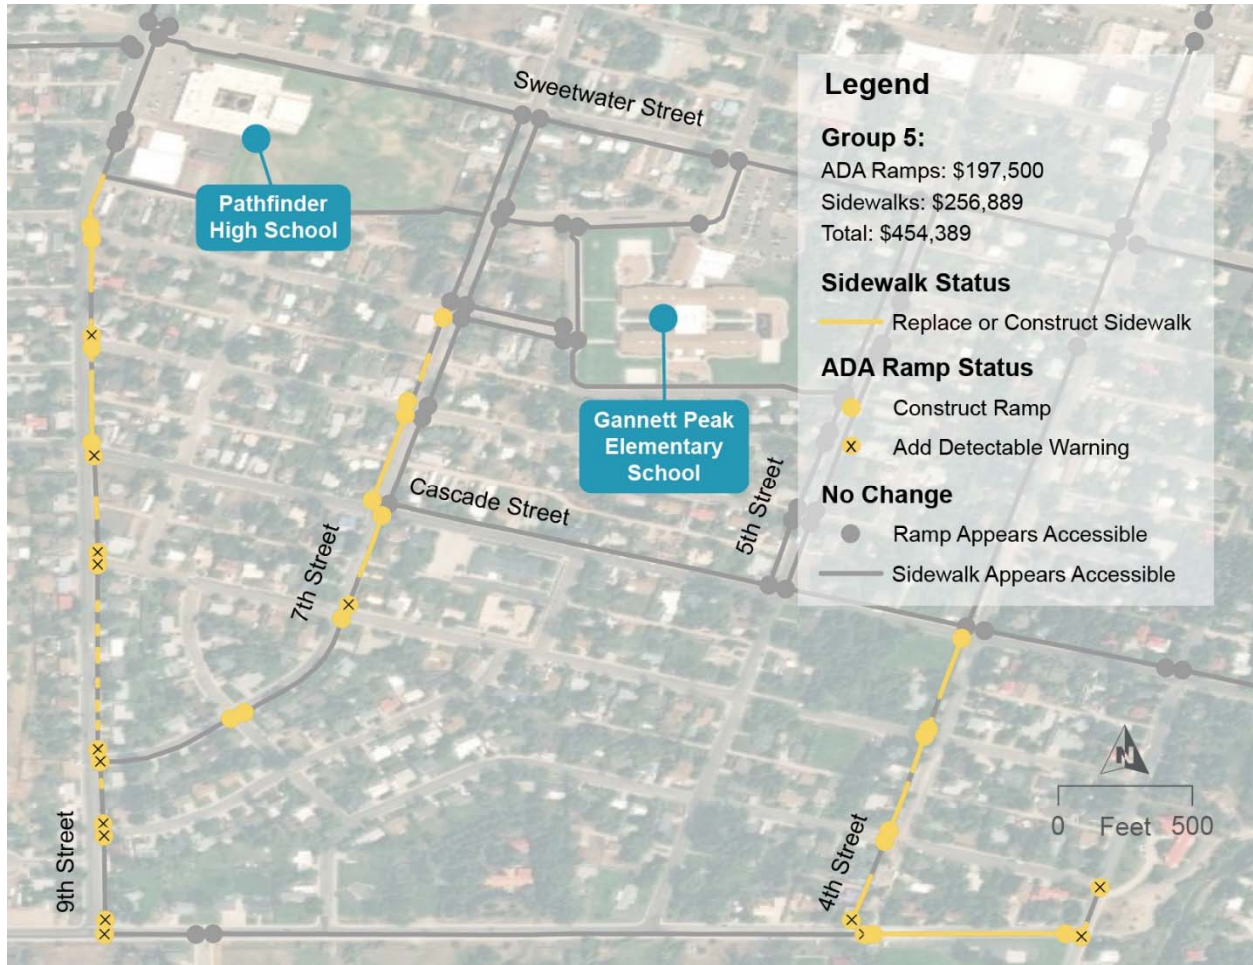 Sweetwater Street
Pathfinder
High School
Gannett Peak
Elementary
School
Cascade Street
5th Street
7th Street
9th Street
4th Street
Legend
Group 5:
ADA Ramps: $197,500
Sidewalks: $256,889
Total: $454,389
Sidewalk Status
Replace or Construct Sidewalk
ADA Ramp Status
Construct Ramp
Add Detectable Warning
No Change
Ramp Appears Accessible
Sidewalk Appears Accessible
N
0 Feet 500